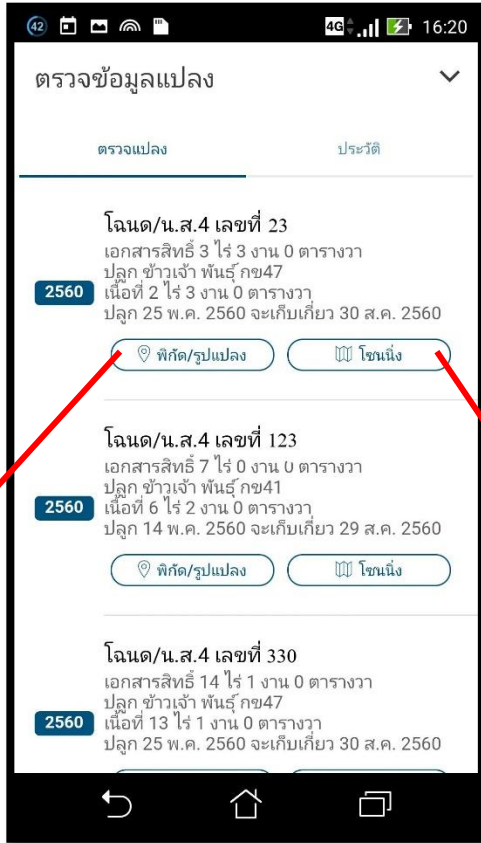 42
4G 16:20
ตรวจข้อมูลแปลง
ตรวจแปลง ประวัติ
โฉนด/น.ส.4 เลขที่ 23
เอกสารสิทธิ์ 3 ไร่ 3 งาน 0 ตารางวา
ปลูก ข้าวเจ้า พันธุ์ กข47
2560 เนื้อที่ 2 ไร่ 3 งาน 0 ตารางวา
ปลูก 25 พ.ค. 2560 จะเก็บเกี่ยว 30 ส.ค. 2560
พิกัด/รูปแปลง โซนนิ่ง
โฉนด/น.ส.4 เลขที่ 123
เอกสารสิทธิ์ 7 ไร่ 0 งาน 0 ตารางวา
ปลูก ข้าวเจ้า พันธุ์ กข41
2560 เนื้อที่ 6 ไร่ 2 งาน 0 ตารางวา
ปลูก 14 พ.ค. 2560 จะเก็บเกี่ยว 29 ส.ค. 2560
พิกัด/รูปแปลง โซนนิ่ง
โฉนด/น.ส.4 เลขที่ 330
เอกสารสิทธิ์ 14 ไร่ 1 งาน 0 ตารางวา
ปลูก ข้าวเจ้า พันธุ์ กข47
2560 เนื้อที่ 13 ไร่ 1 งาน 0 ตารางวา
ปลูก 25 พ.ค. 2560 จะเก็บเกี่ยว 30 ส.ค. 2560